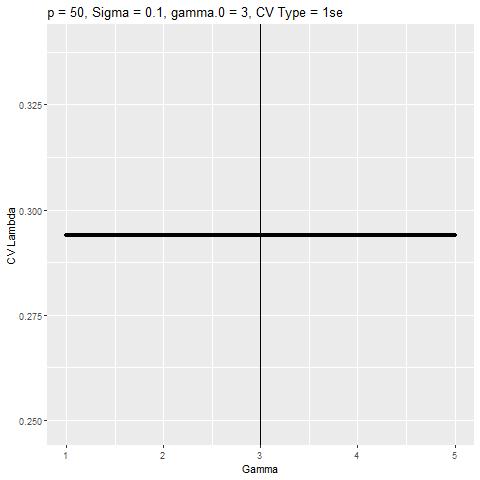 p = 50, Sigma = 0.1, gamma.0 = 3, CV Type = 1se
0.325
0.300
0.275
0.250
CV Lambda
1 2 3 4 5
Gamma